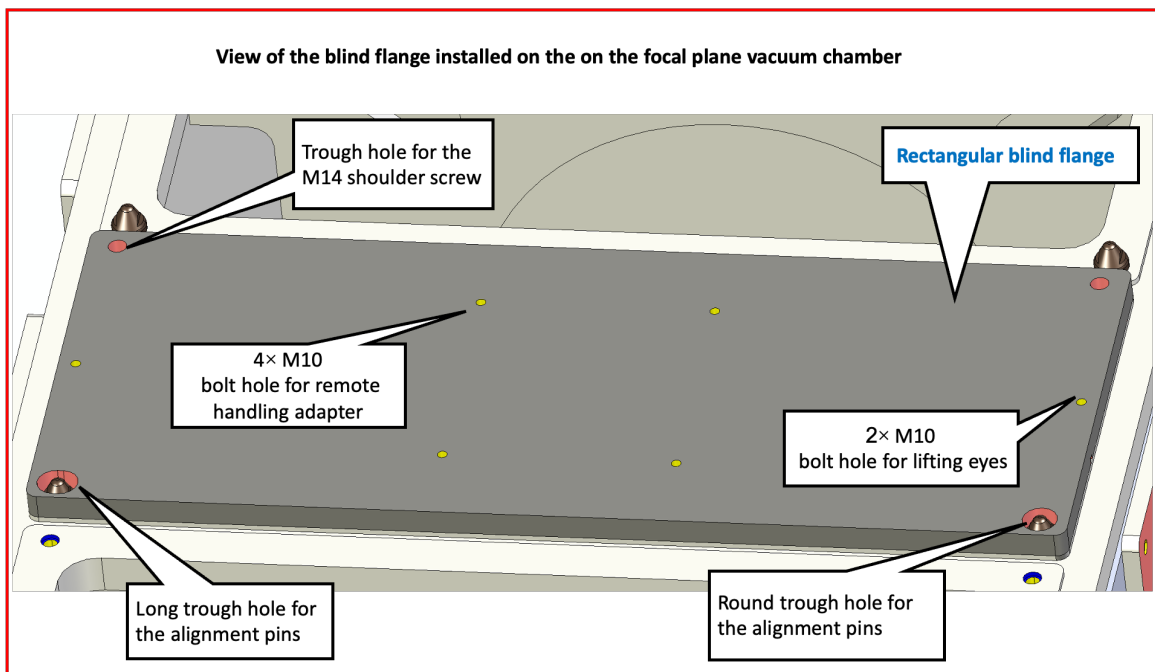 View of the blind flange installed on the on the focal plane vacuum chamber
Trough hole for the
M14 shoulder screw
Rectangular blind flange
4× M10
bolt hole for remote
handling adapter
2× M10
bolt hole for lifting eyes
Long trough hole for
the alignment pins
Round trough hole for
the alignment pins